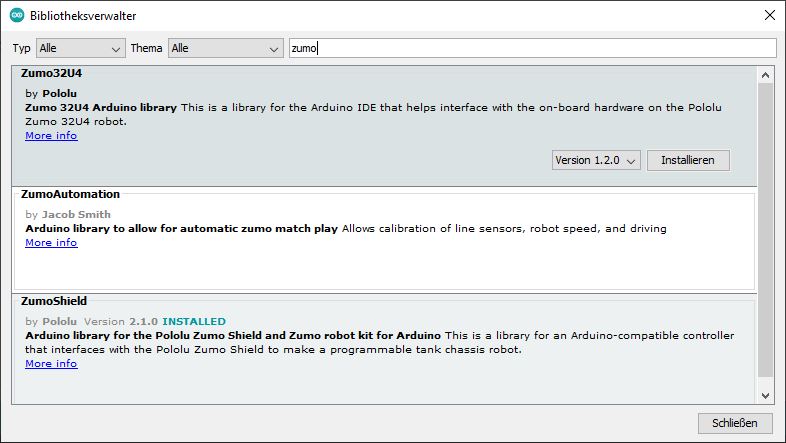 Bibliotheksverwalter
Typ Alle Thema Alle zumo
Zumo32U4
by Pololu
Zumo 32U4 Arduino library This is a library for the Arduino IDE that helps interface with the on-board hardware on the Pololu
Zumo 32U4 robot.
More info
Version 1.2.0 Installieren
ZumoAutomation
by Jacob Smith
Arduino library to allow for automatic zumo match play Allows calibration of line sensors, robot speed, and driving
More info
ZumoShield
by Pololu Version 2.1.0 INSTALLED
Arduino library for the Pololu Zumo Shield and Zumo robot kit for Arduino This is a library for an Arduino-compatible controller
that interfaces with the Pololu Zumo Shield to make a programmable tank chassis robot.
More info
Schließen